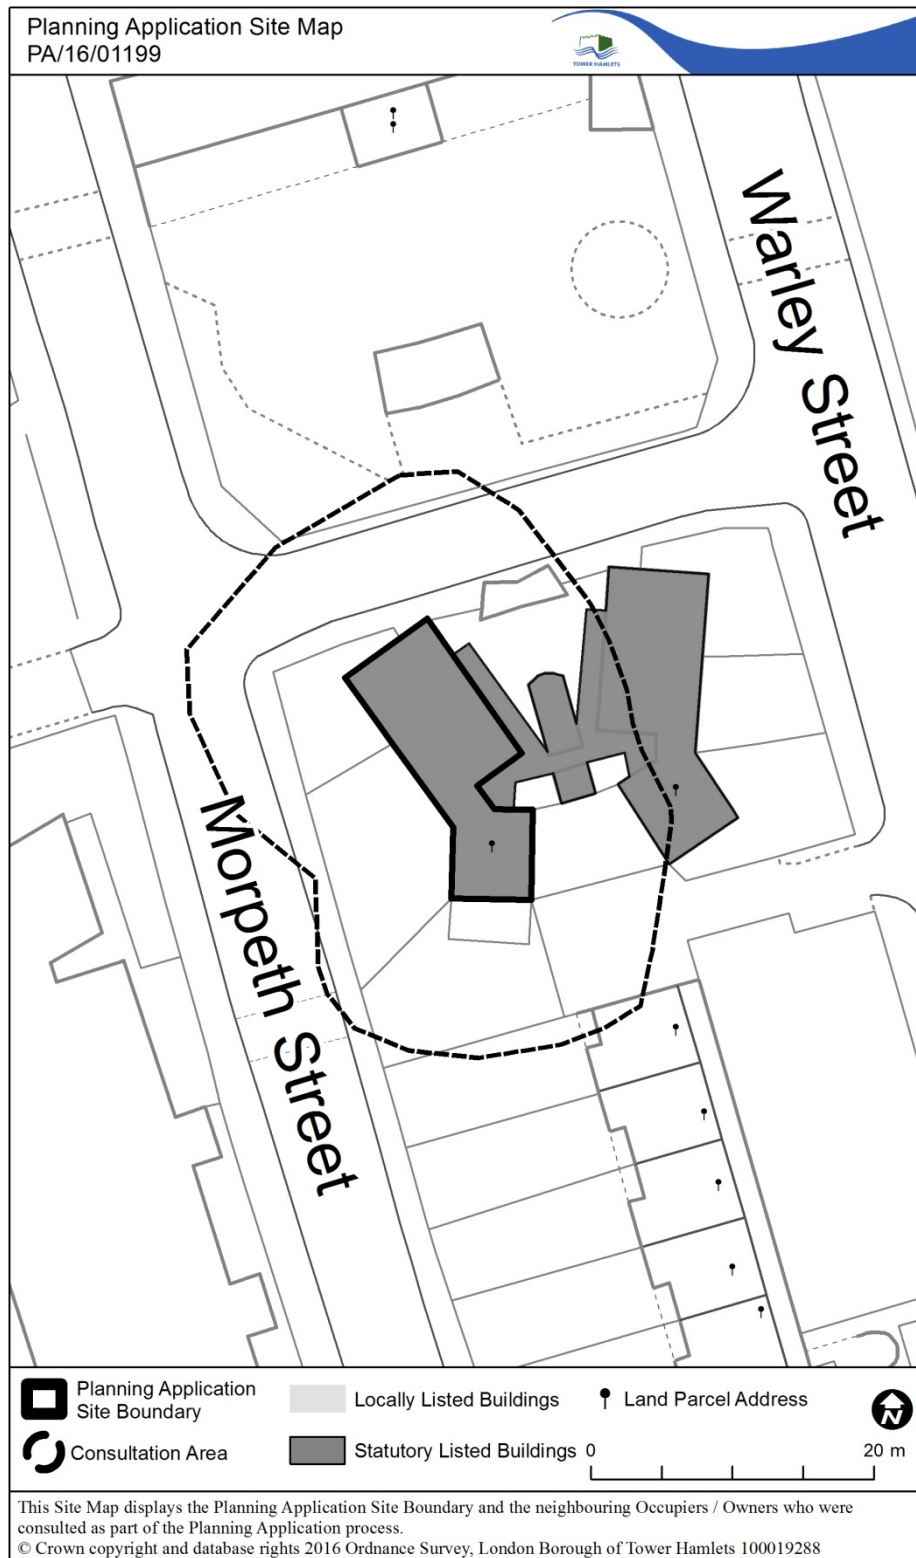 Planning Application Site Map
PA/16/01199
TOWER HAMLETS
Warley Street
Morpeth Street
Planning Application
Site Boundary
Locally Listed Buildings
Land Parcel Address
N
Consultation Area
Statutory Listed Buildings
0
20 m
This Site Map displays the Planning Application Site Boundary and the neighbouring Occupiers / Owners who were
consulted as part of the Planning Application process.
© Crown copyright and database rights 2016 Ordnance Survey, London Borough of Tower Hamlets 100019288